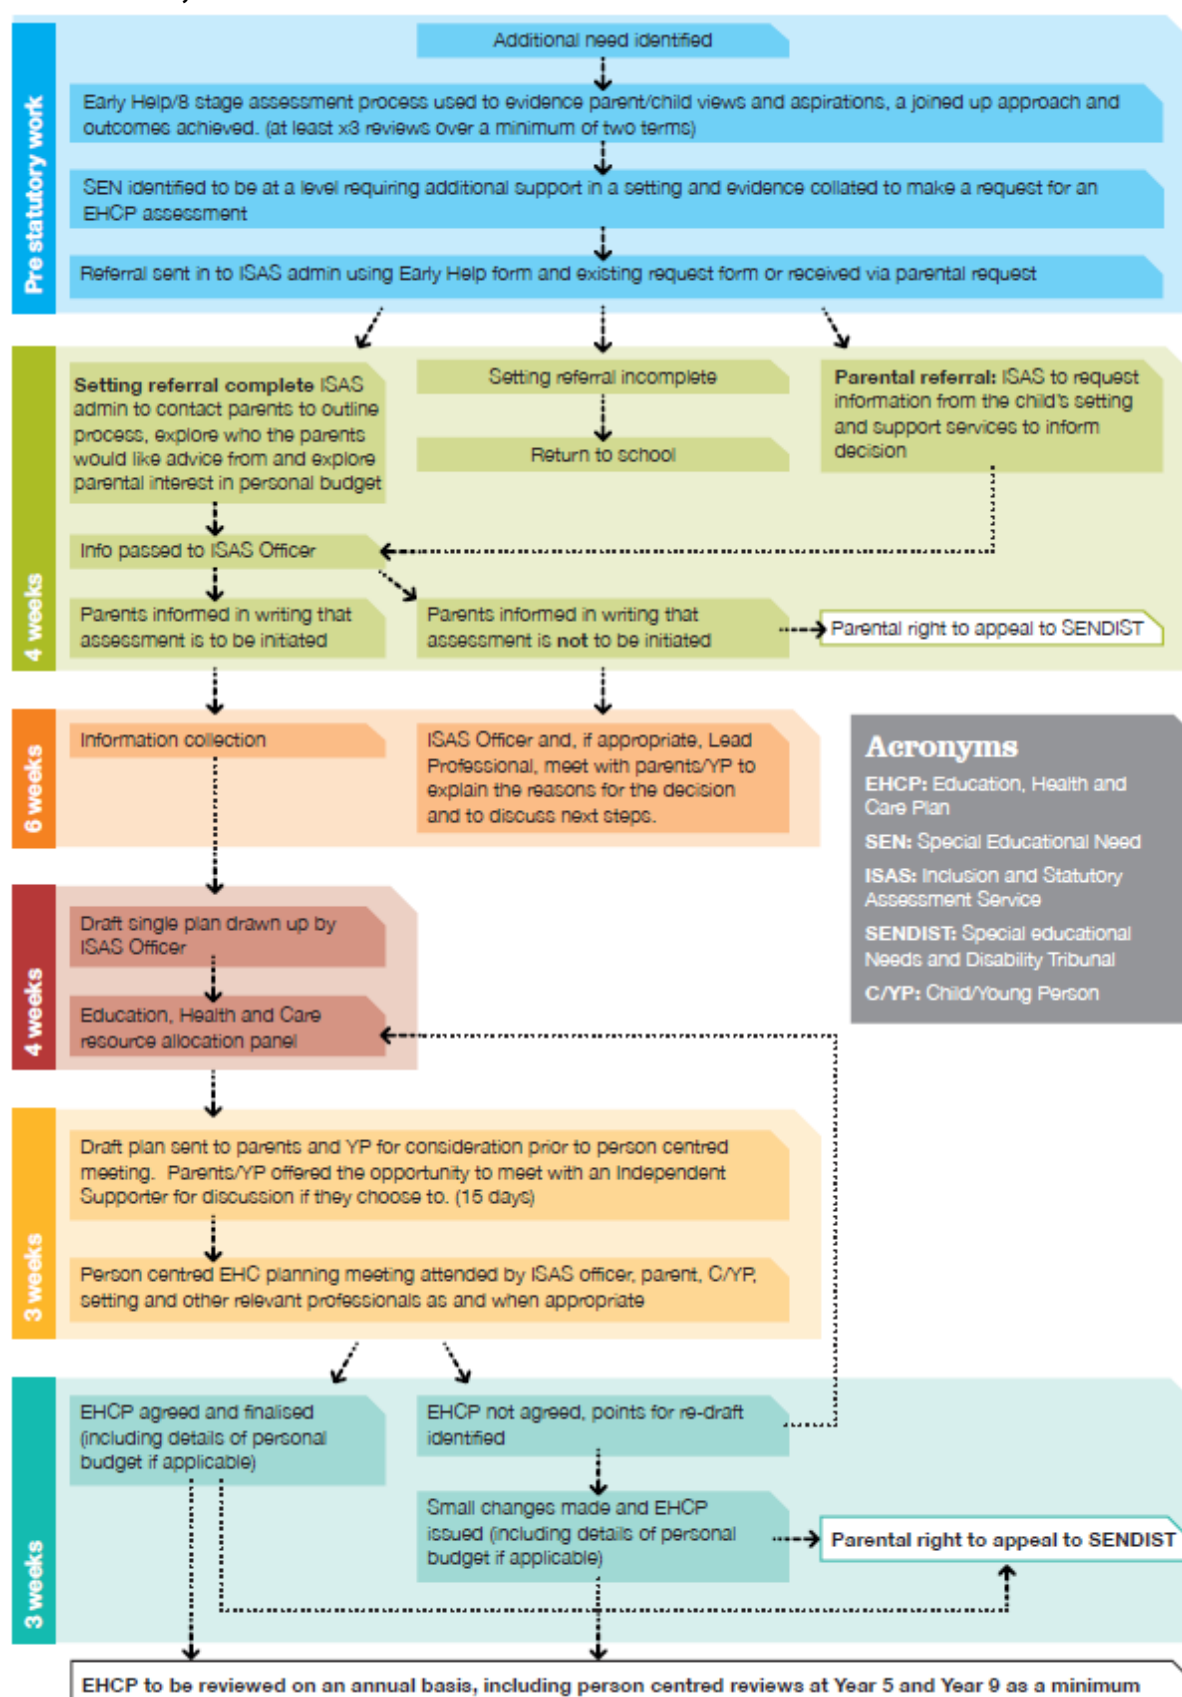 Pre statutory work
Additional need identified
Early Help/8 stage assessment process used to evidence parent/child views and aspirations, a joined up approach and
outcomes achieved. (at least x3 reviews over a minimum of two terms)
SEN identified to be at a level requiring additional support in a setting and evidence collated to make a request for an
EHCP assessment
Referral sent in to ISAS admin using Early Help form and existing request form or received via parental request
4 weeks
Setting referral complete ISAS
admin to contact parents to outline
process, explore who the parents
would like advice from and explore
parental interest in personal budget
Setting referral incomplete
Return to school
Parental referral: ISAS to request
information from the child's setting
and support services to inform
decision
Info passed to ISAS Officer
Parents informed in writing that
assessment is to be initiated
Parents informed in writing that
assessment is not to be initiated
Parental right to appeal to SENDIST
6 weeks
Information collection
ISAS Officer and, if appropriate, Lead
Professional, meet with parents/YP to
explain the reasons for the decision
and to discuss next steps.
Acronyms
EHCP: Education, Health and
Care Plan
SEN: Special Educational Need
ISAS: Inclusion and Statutory
Assessment Service
SENDIST: Special educational
Needs and Disability Tribunal
C/YP: Child/Young Person
4 weeks
Draft single plan drawn up by
ISAS Officer
Education, Health and Care
resource allocation panel
3 weeks
Draft plan sent to parents and YP for consideration prior to person centred
meeting. Parents/YP offered the opportunity to meet with an Independent
Supporter for discussion if they choose to. (15 days)
Person centred EHC planning meeting attended by ISAS officer, parent, C/YP,
setting and other relevant professionals as and when appropriate
3 weeks
EHCP agreed and finalised
(including details of personal
budget if applicable)
EHCP not agreed, points for re-draft
identified
Small changes made and EHCP
issued (including details of personal
budget if applicable)
Parental right to appeal to SENDIST
EHCP to be reviewed on an annual basis, including person centred reviews at Year 5 and Year 9 as a minimum